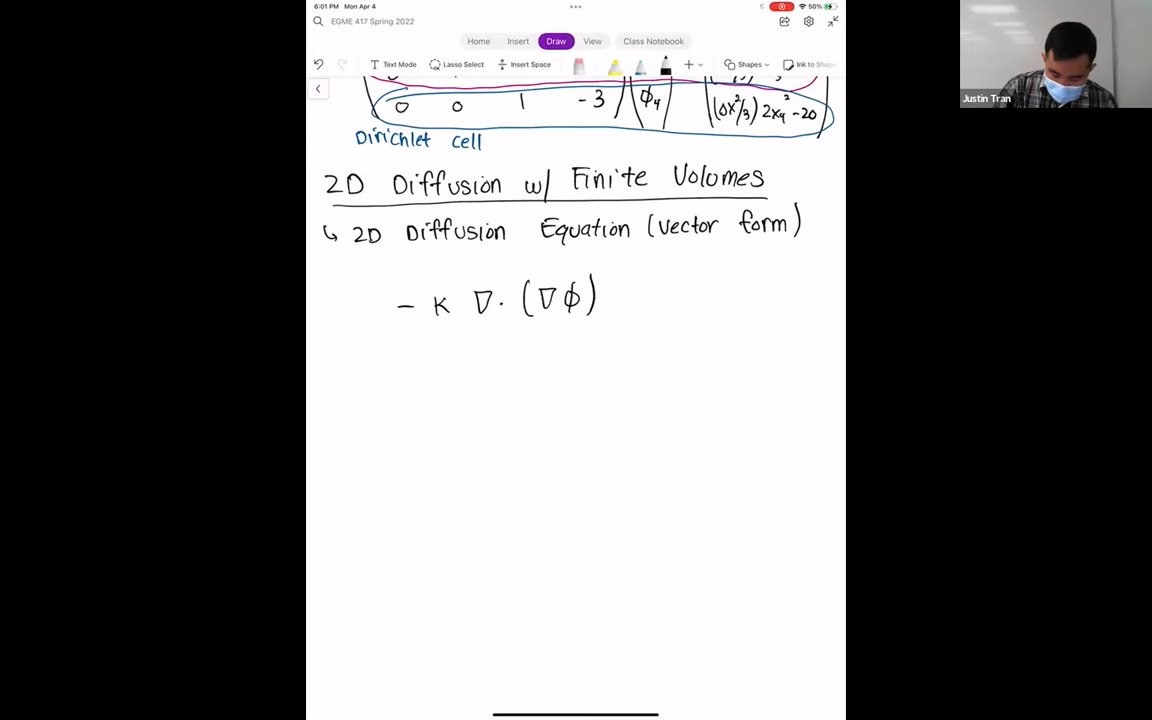 6:01 PM Mon Apr 4
50%
EGME 417 Spring 2022
Home Insert Draw View Class Notebook
Text Mode Lasso Select Insert Space Shapes Ink to Shape
0 0 1 -3 ϕ₄ (Δx²/3) 2x₄² -20
Dirichlet cell
2D Diffusion w/ Finite Volumes
↳ 2D Diffusion Equation (vector form)
- K ∇· (∇ϕ)
Justin Tran